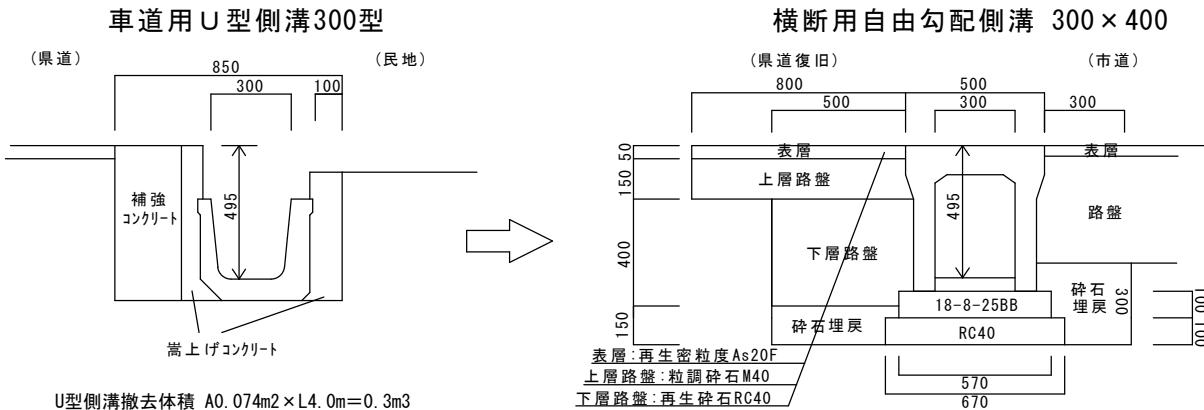 車道用U型側溝300型
(県道)
(民地)
850
300
100
補強
コンクリート
495
嵩上げコンクリート
U型側溝撤去体積 A0.074m2×L4.0m=0.3m3
横断用自由勾配側溝 300×400
(県道復旧)
(市道)
800
500
500
300
300
50
150
400
150
表層
上層路盤
下層路盤
砕石埋戻
495
表層
路盤
砕石
埋戻
300
100
100
18-8-25BB
RC40
570
670
表層:再生密粒度As20F
上層路盤:粒調砕石M40
下層路盤:再生砕石RC40